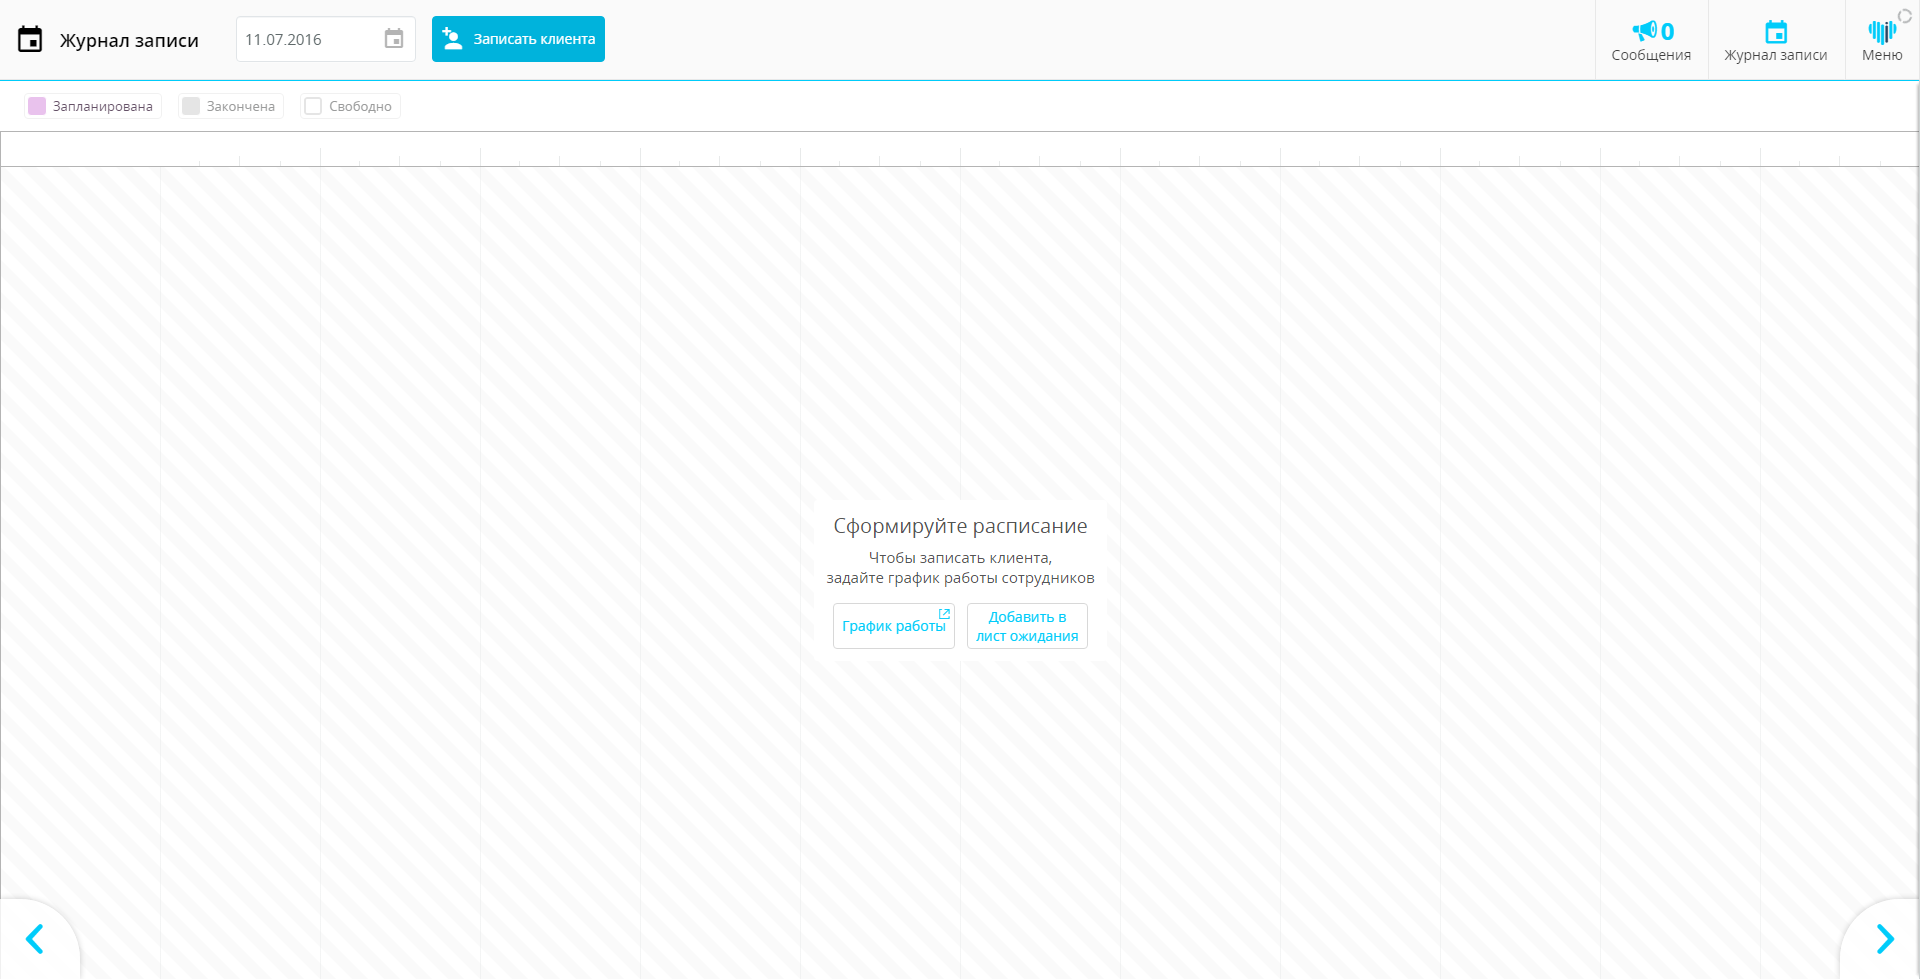 Журнал записи
11.07.2016
Записать клиента
0
Сообщения
Журнал записи
Меню
Запланирована
Закончена
Свободно
Сформируйте расписание
Чтобы записать клиента,
задайте график работы сотрудников
График работы
Добавить в
лист ожидания